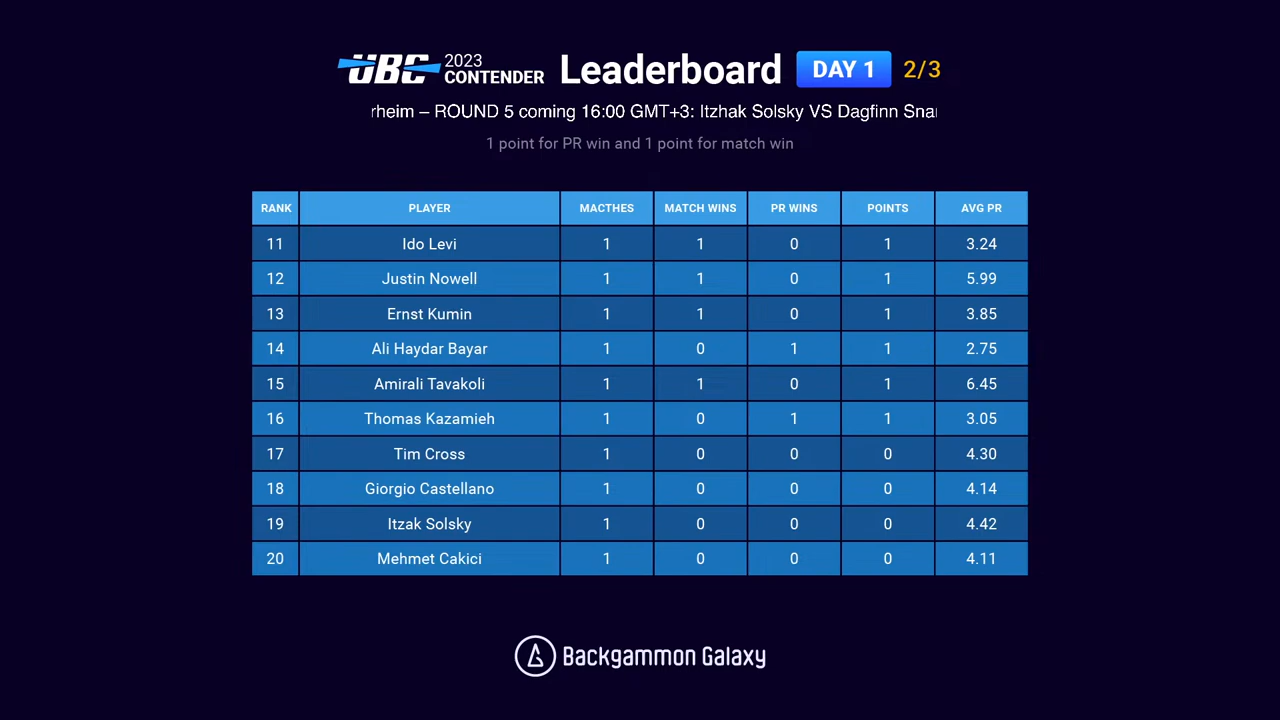 UBC 2023 CONTENDER Leaderboard DAY 1 2/3
rheim – ROUND 5 coming 16:00 GMT+3: Itzhak Solsky VS Dagfinn Snar
1 point for PR win and 1 point for match win
RANK PLAYER MACTHES MATCH WINS PR WINS POINTS AVG PR
11 Ido Levi 1 1 0 1 3.24
12 Justin Nowell 1 1 0 1 5.99
13 Ernst Kumin 1 1 0 1 3.85
14 Ali Haydar Bayar 1 0 1 1 2.75
15 Amirali Tavakoli 1 1 0 1 6.45
16 Thomas Kazamieh 1 0 1 1 3.05
17 Tim Cross 1 0 0 0 4.30
18 Giorgio Castellano 1 0 0 0 4.14
19 Itzak Solsky 1 0 0 0 4.42
20 Mehmet Cakici 1 0 0 0 4.11
Backgammon Galaxy